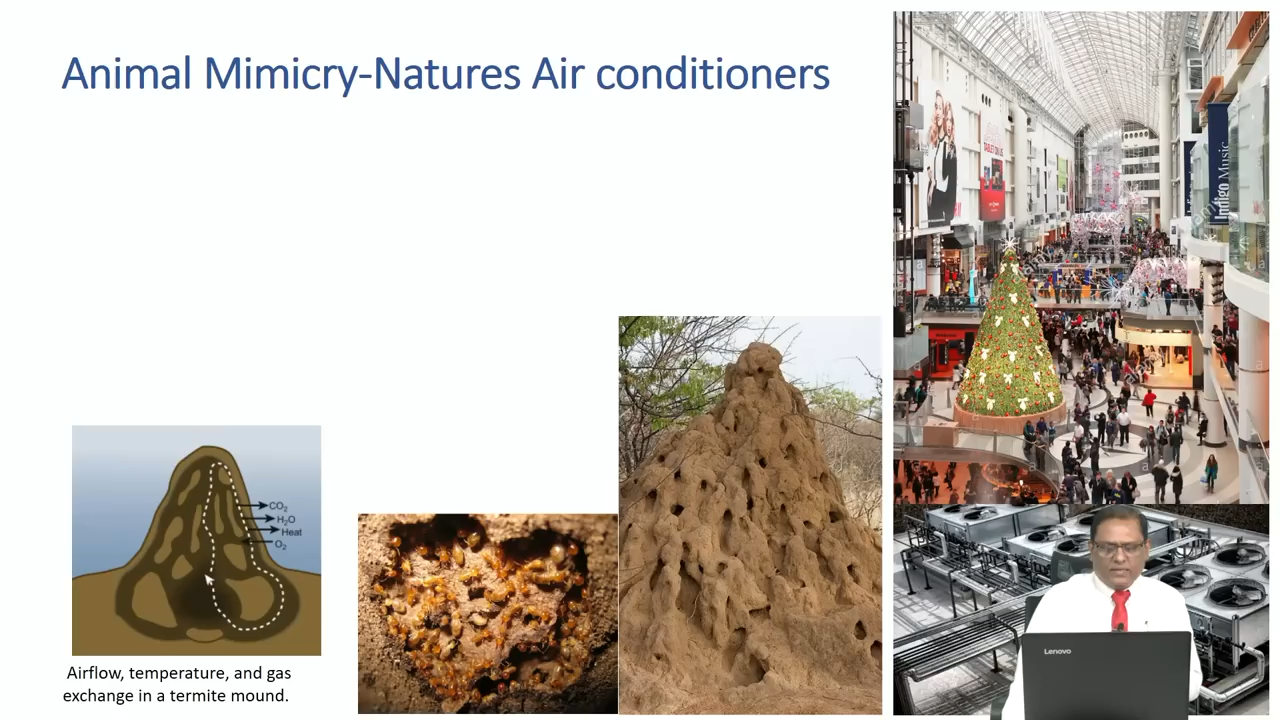 Animal Mimicry-Natures Air conditioners
Indigo Music
CO2
H2O
Heat
O2
Airflow, temperature, and gas
exchange in a termite mound.
Lenovo